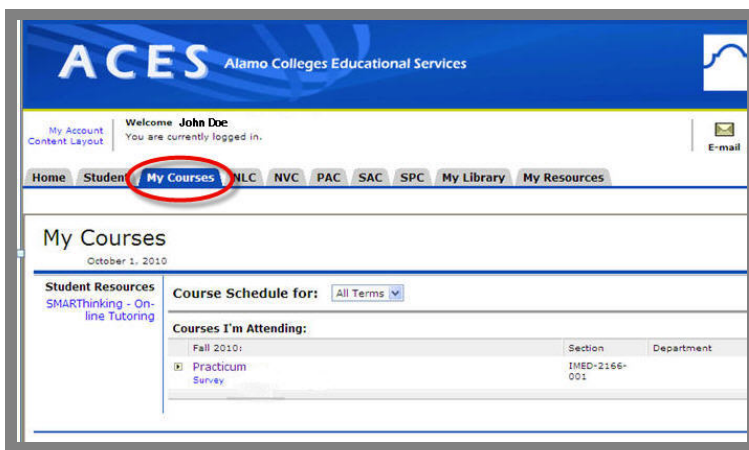 ACES Alamo Colleges Educational Services
My Account
Content Layout
Welcome John Doe
You are currently logged in.
E-mail
Home Student My Courses NLC NVC PAC SAC SPC My Library My Resources
My Courses
October 1, 2010
Student Resources
SMARThinking - On-
line Tutoring
Course Schedule for: All Terms
Courses I'm Attending:
Fall 2010: Section Department
Practicum IMED-2166-
001
Survey